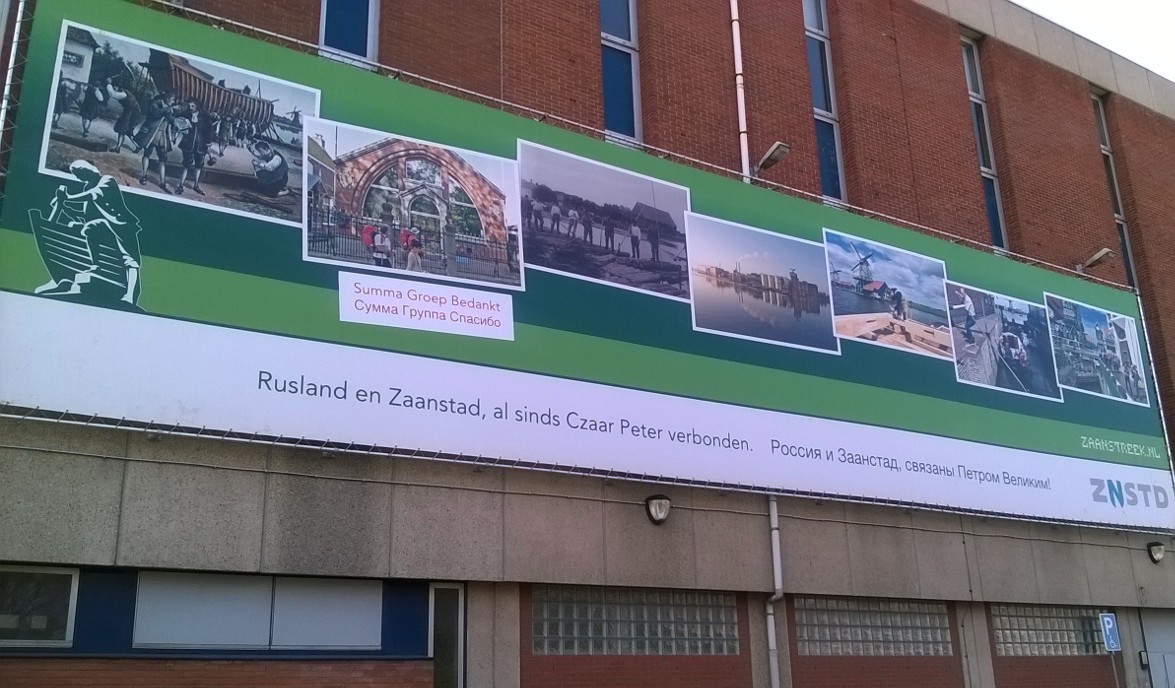 Summa Groep Bedankt
Сумма Группа Спасибо
Rusland en Zaanstad, al sinds Czaar Peter verbonden. Россия и Заанстад, связаны Петром Великим!
ZAANSTREEK.NL
ZNSTD
P